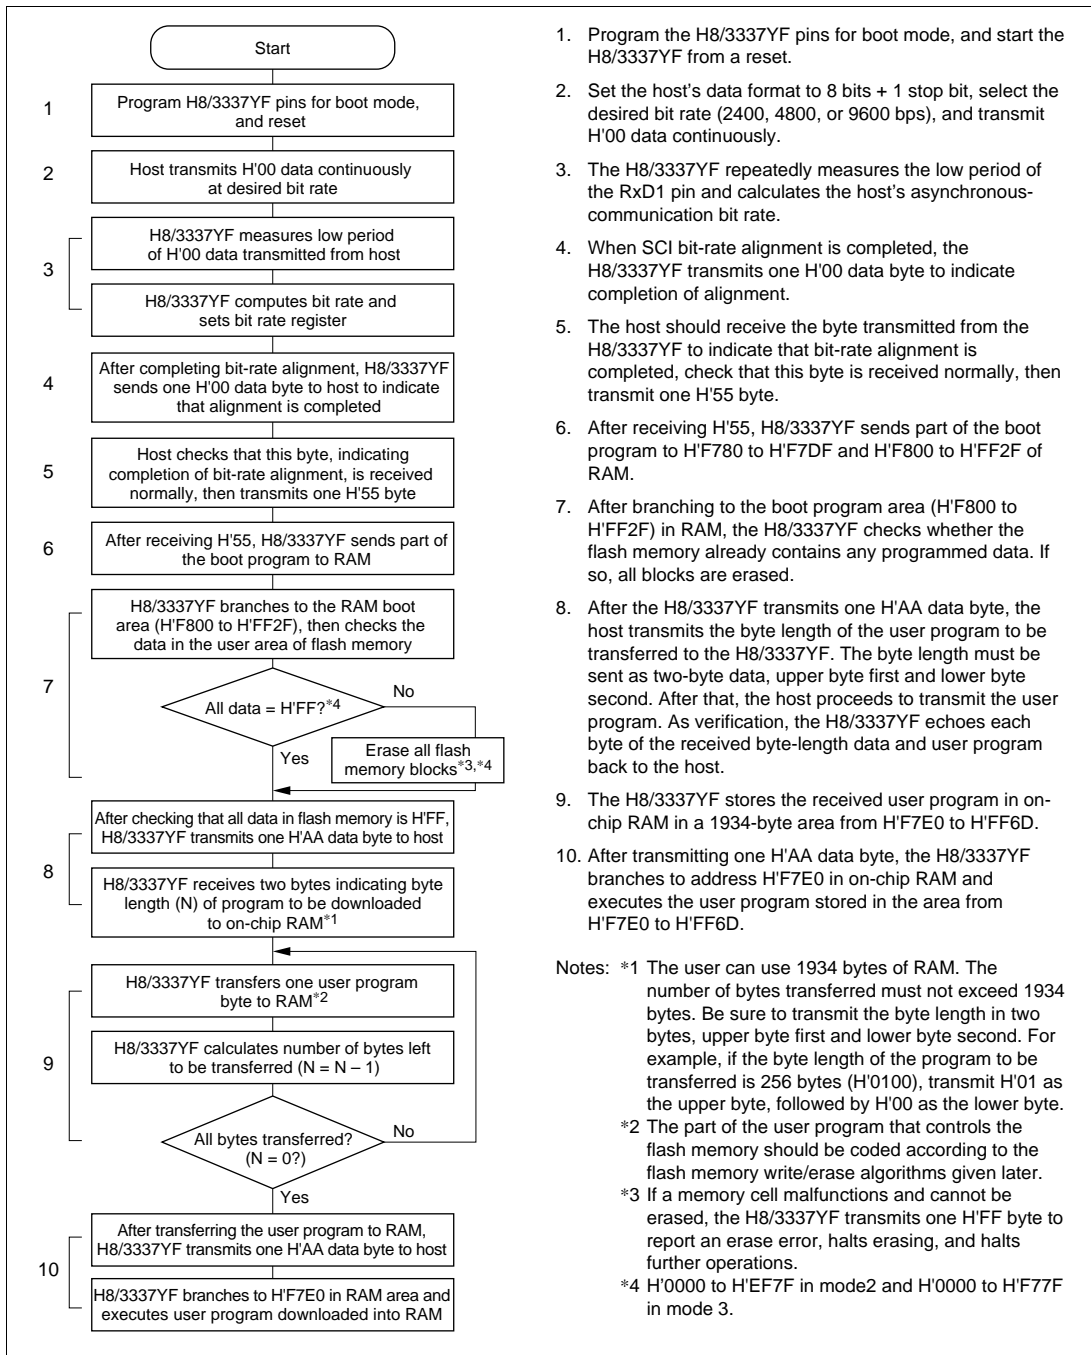 Start
1
Program H8/3337YF pins for boot mode,
and reset
2
Host transmits H'00 data continuously
at desired bit rate
3
H8/3337YF measures low period
of H'00 data transmitted from host
H8/3337YF computes bit rate and
sets bit rate register
4
After completing bit-rate alignment, H8/3337YF
sends one H'00 data byte to host to indicate
that alignment is completed
5
Host checks that this byte, indicating
completion of bit-rate alignment, is received
normally, then transmits one H'55 byte
6
After receiving H'55, H8/3337YF sends part of
the boot program to RAM
7
H8/3337YF branches to the RAM boot
area (H'F800 to H'FF2F), then checks the
data in the user area of flash memory
All data = H'FF?*4
No
Yes
Erase all flash
memory blocks*3,*4
8
After checking that all data in flash memory is H'FF,
H8/3337YF transmits one H'AA data byte to host
H8/3337YF receives two bytes indicating byte
length (N) of program to be downloaded
to on-chip RAM*1
9
H8/3337YF transfers one user program
byte to RAM*2
H8/3337YF calculates number of bytes left
to be transferred (N = N – 1)
All bytes transferred?
(N = 0?)
No
Yes
10
After transferring the user program to RAM,
H8/3337YF transmits one H'AA data byte to host
H8/3337YF branches to H'F7E0 in RAM area and
executes user program downloaded into RAM
1. Program the H8/3337YF pins for boot mode, and start the
H8/3337YF from a reset.
2. Set the host's data format to 8 bits + 1 stop bit, select the
desired bit rate (2400, 4800, or 9600 bps), and transmit
H'00 data continuously.
3. The H8/3337YF repeatedly measures the low period of
the RxD1 pin and calculates the host's asynchronous-
communication bit rate.
4. When SCI bit-rate alignment is completed, the
H8/3337YF transmits one H'00 data byte to indicate
completion of alignment.
5. The host should receive the byte transmitted from the
H8/3337YF to indicate that bit-rate alignment is
completed, check that this byte is received normally, then
transmit one H'55 byte.
6. After receiving H'55, H8/3337YF sends part of the boot
program to H'F780 to H'F7DF and H'F800 to H'FF2F of
RAM.
7. After branching to the boot program area (H'F800 to
H'FF2F) in RAM, the H8/3337YF checks whether the
flash memory already contains any programmed data. If
so, all blocks are erased.
8. After the H8/3337YF transmits one H'AA data byte, the
host transmits the byte length of the user program to be
transferred to the H8/3337YF. The byte length must be
sent as two-byte data, upper byte first and lower byte
second. After that, the host proceeds to transmit the user
program. As verification, the H8/3337YF echoes each
byte of the received byte-length data and user program
back to the host.
9. The H8/3337YF stores the received user program in on-
chip RAM in a 1934-byte area from H'F7E0 to H'FF6D.
10. After transmitting one H'AA data byte, the H8/3337YF
branches to address H'F7E0 in on-chip RAM and
executes the user program stored in the area from
H'F7E0 to H'FF6D.
Notes: *1 The user can use 1934 bytes of RAM. The
number of bytes transferred must not exceed 1934
bytes. Be sure to transmit the byte length in two
bytes, upper byte first and lower byte second. For
example, if the byte length of the program to be
transferred is 256 bytes (H'0100), transmit H'01 as
the upper byte, followed by H'00 as the lower byte.
*2 The part of the user program that controls the
flash memory should be coded according to the
flash memory write/erase algorithms given later.
*3 If a memory cell malfunctions and cannot be
erased, the H8/3337YF transmits one H'FF byte to
report an erase error, halts erasing, and halts
further operations.
*4 H'0000 to H'EF7F in mode2 and H'0000 to H'F77F
in mode 3.